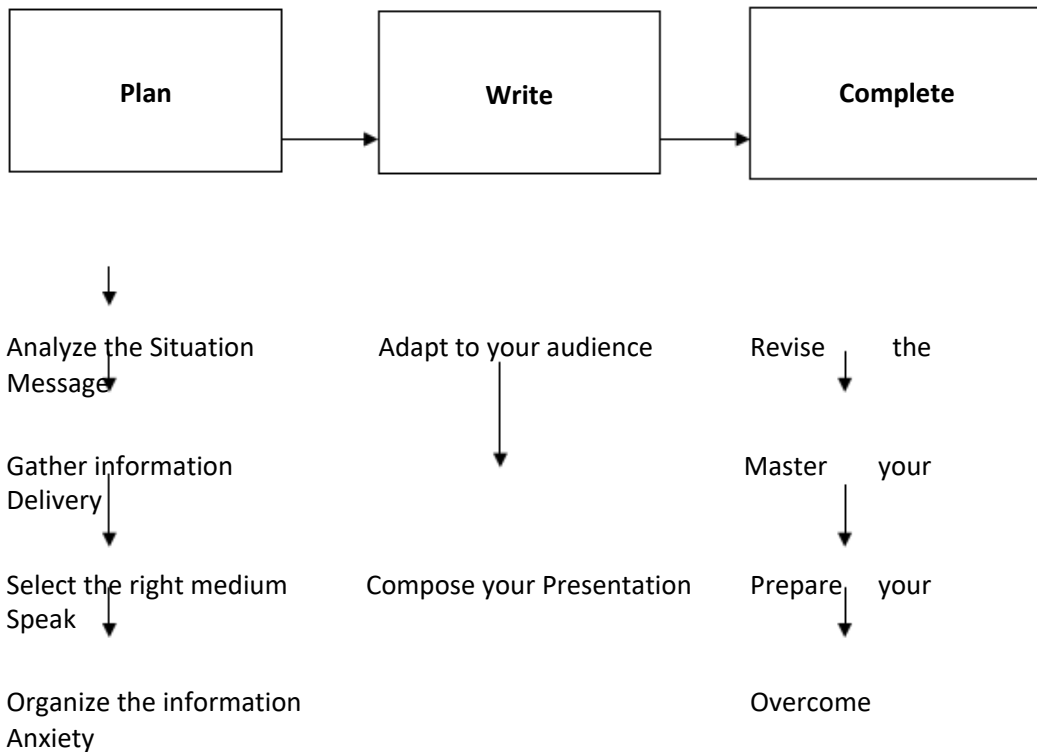 Plan Write Complete
Analyze the Situation Adapt to your audience Revise the
Message
Gather information Master your
Delivery
Select the right medium Compose your Presentation Prepare your
Speak
Organize the information Overcome
Anxiety